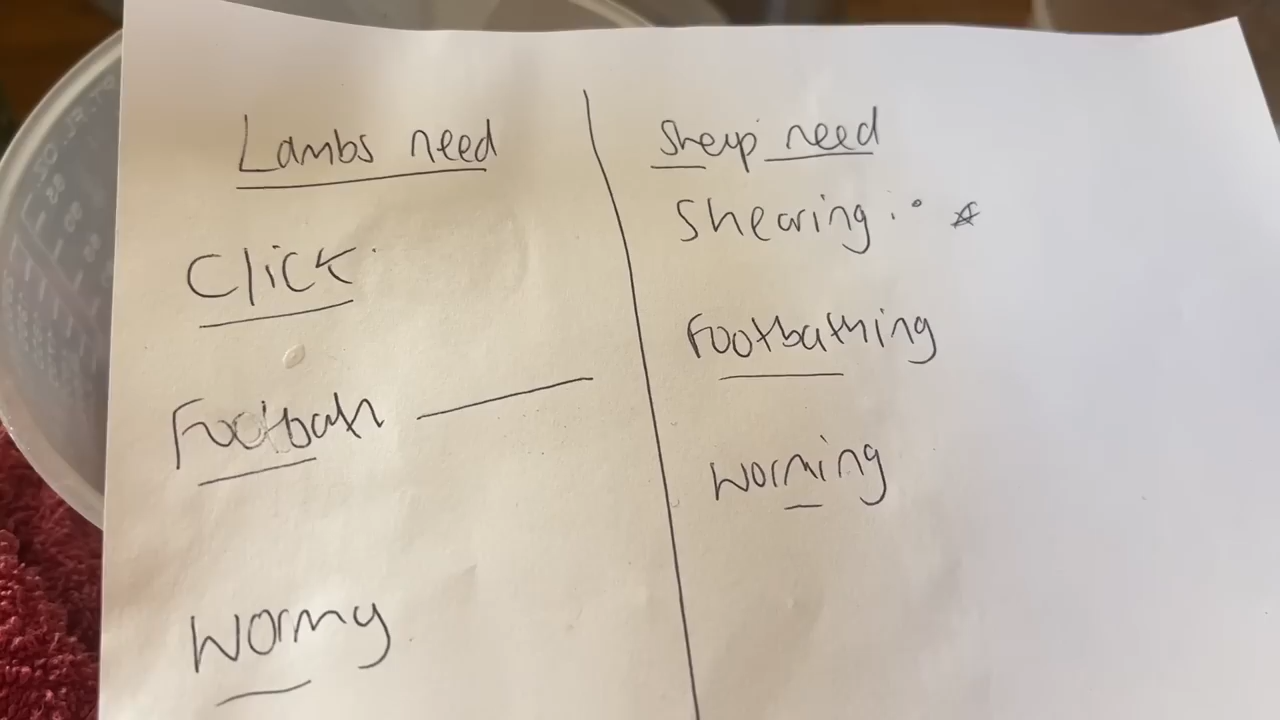 Lambs need
Click
Footbath
Wormy
Sheep need
Shearing
Footbathing
Worming